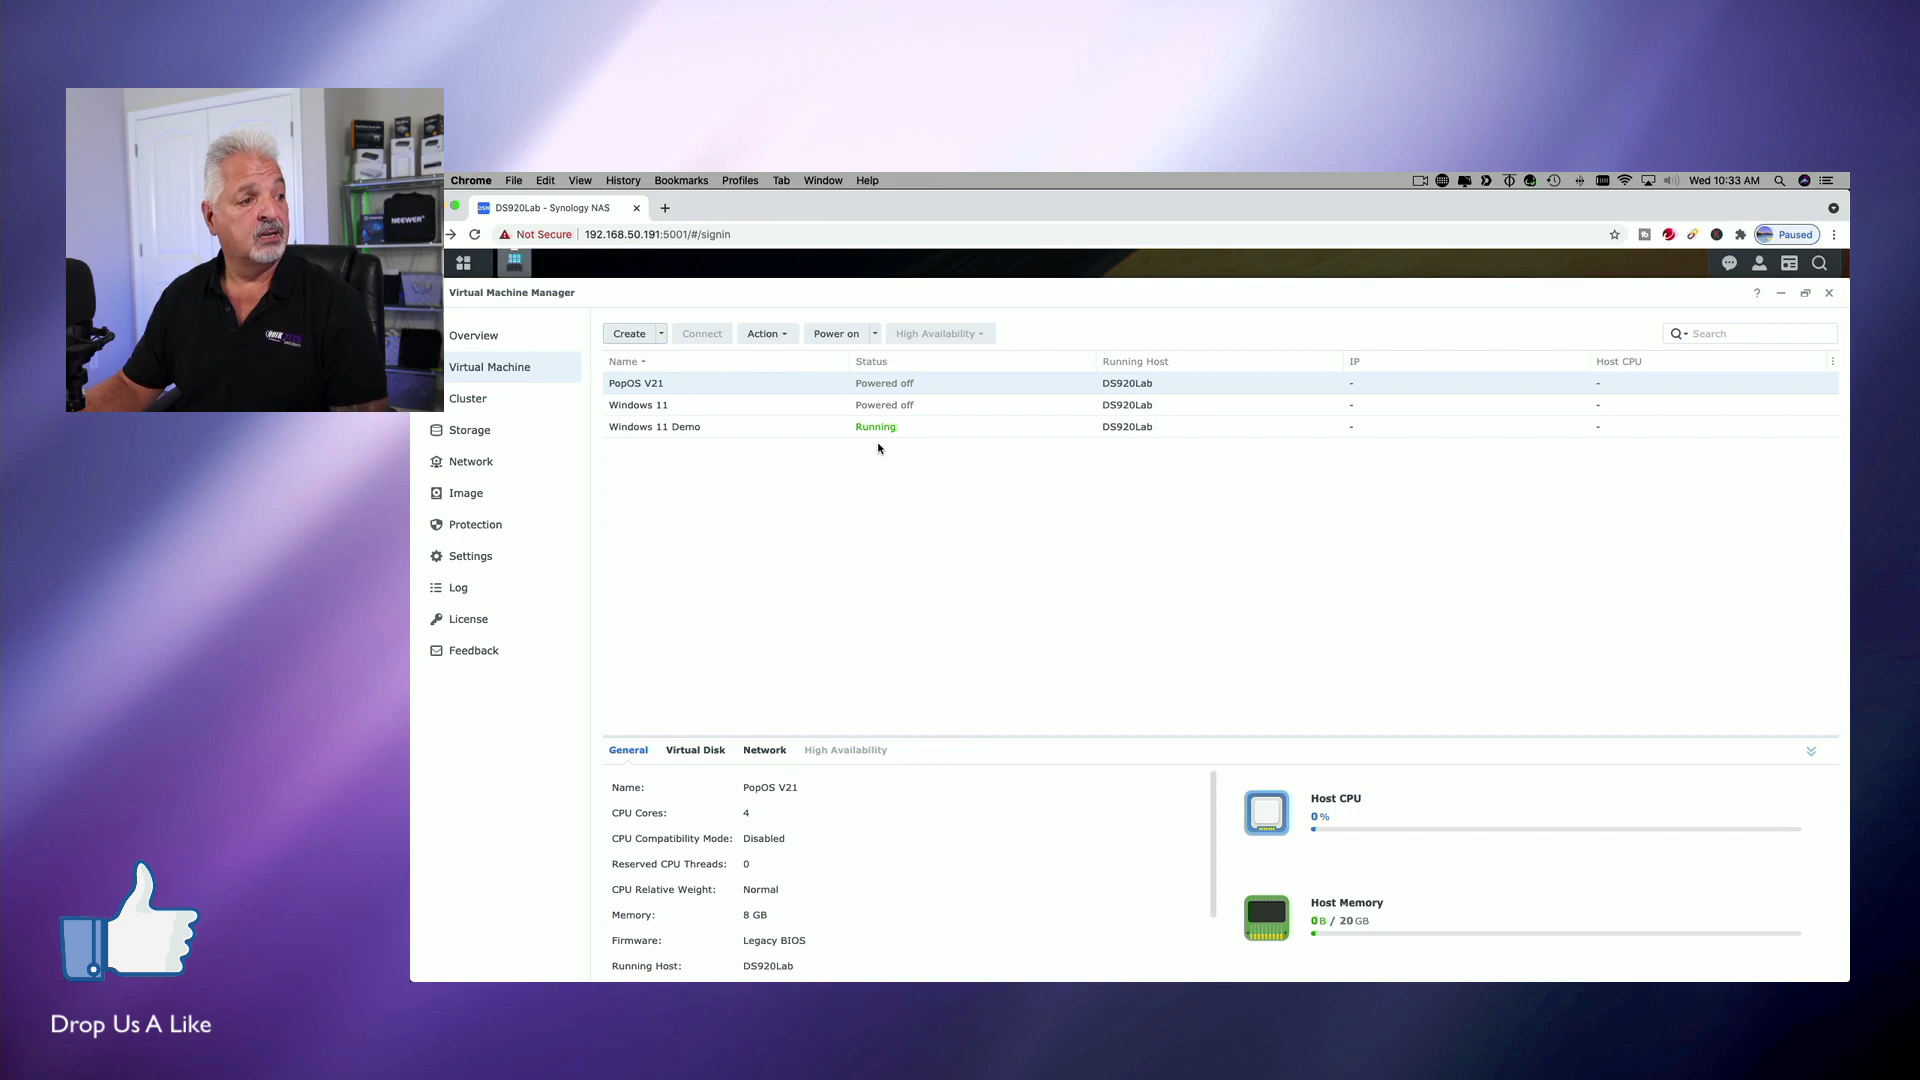 Chrome File Edit View History Bookmarks Profiles Tab Window Help Wed 10:33 AM
DS920Lab - Synology NAS
Not Secure 192.168.50.191:5001/#/signin Paused
Virtual Machine Manager
Overview
Virtual Machine
Cluster
Storage
Network
Image
Protection
Settings
Log
License
Feedback
Create Connect Action Power on High Availability Search
Name Status Running Host IP Host CPU
PopOS V21 Powered off DS920Lab - -
Windows 11 Powered off DS920Lab - -
Windows 11 Demo Running DS920Lab - -
General Virtual Disk Network High Availability
Name: PopOS V21
CPU Cores: 4
CPU Compatibility Mode: Disabled
Reserved CPU Threads: 0
CPU Relative Weight: Normal
Memory: 8 GB
Firmware: Legacy BIOS
Running Host: DS920Lab
Host CPU
0 %
Host Memory
0 B / 20 GB
NEEWER
Drop Us A Like